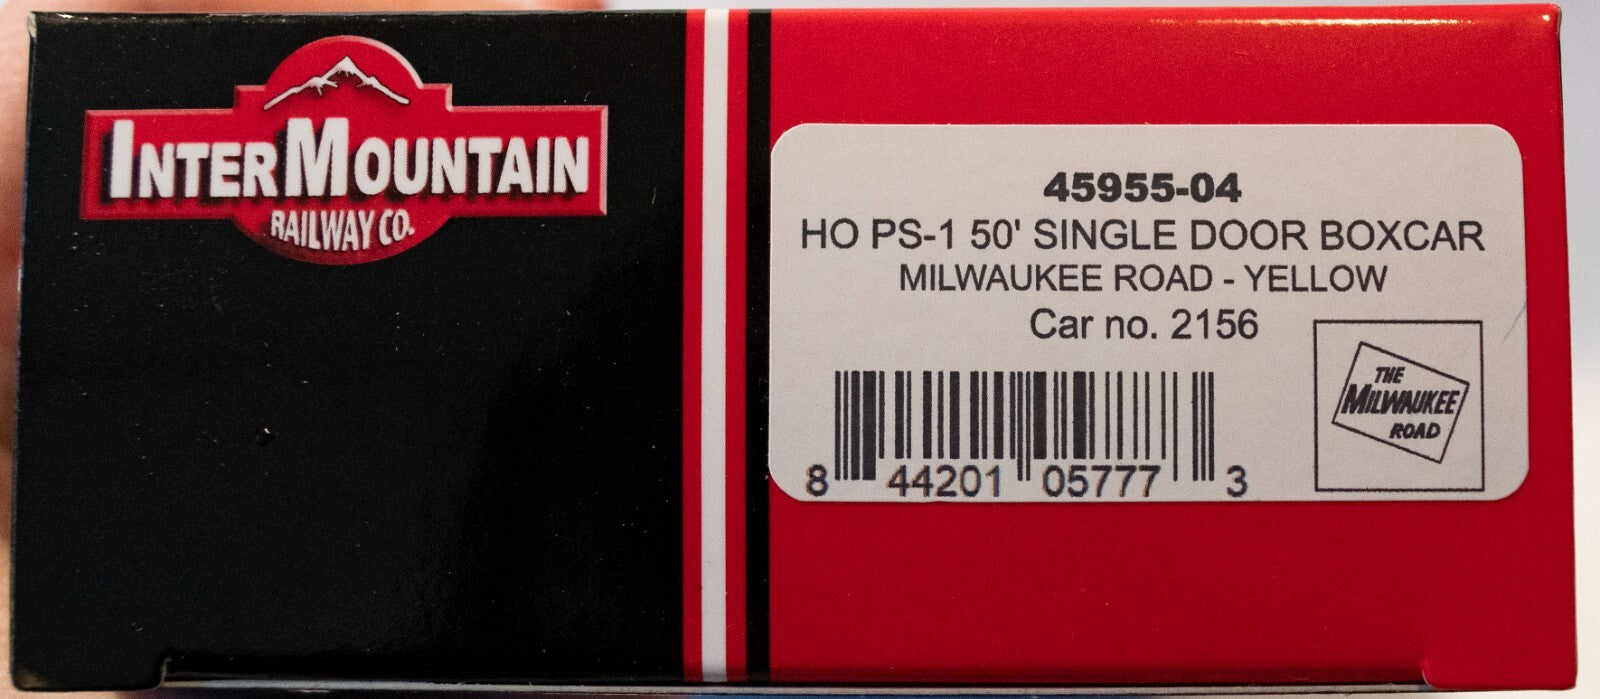 INTERMOUNTAIN
RAILWAY CO.
45955-04
HO PS-1 50' SINGLE DOOR BOXCAR
MILWAUKEE ROAD - YELLOW
Car no. 2156
THE
MILWAUKEE
ROAD
8 44201 05777 3